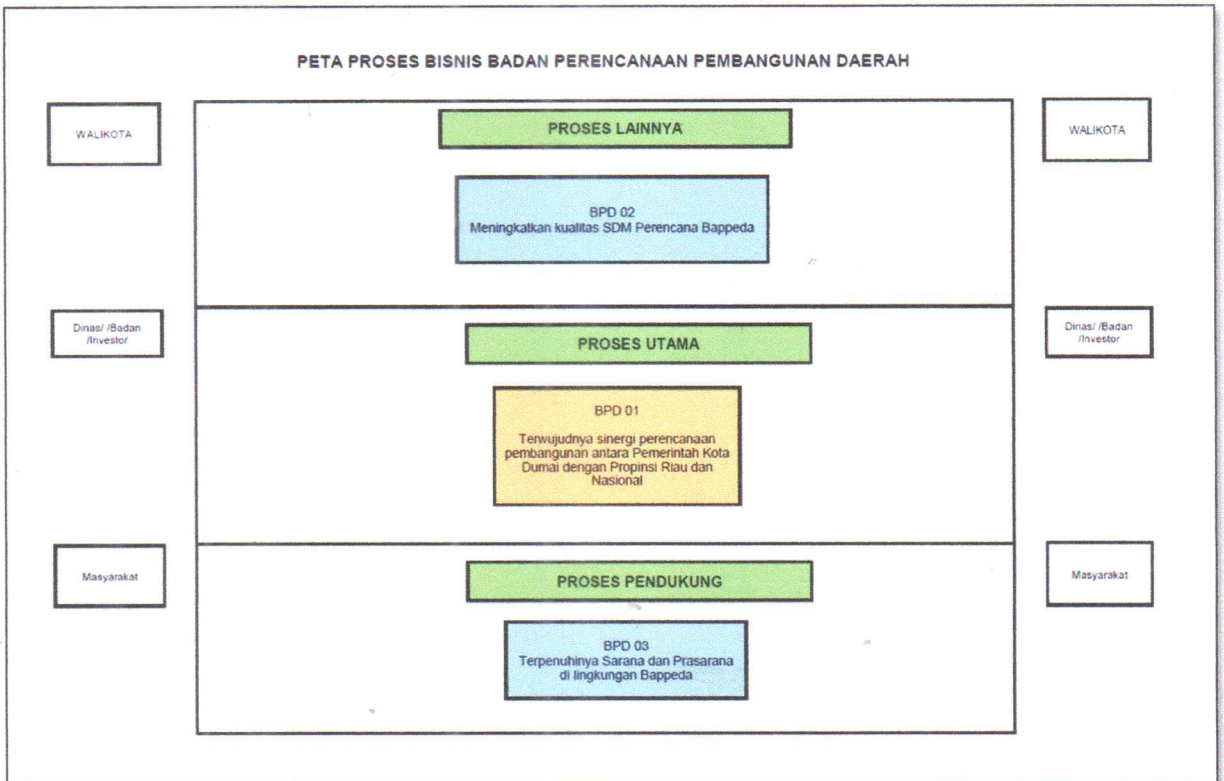 PETA PROSES BISNIS BADAN PERENCANAAN PEMBANGUNAN DAERAH
WALIKOTA
PROSES LAINNYA
WALIKOTA
BPD 02
Meningkatkan kualitas SDM Perencana Bappeda
Dinas/ /Badan
/Investor
PROSES UTAMA
Dinas/ /Badan
/Investor
BPD 01
Terwujudnya sinergi perencanaan
pembangunan antara Pemerintah Kota
Dumai dengan Propinsi Riau dan
Nasional
Masyarakat
PROSES PENDUKUNG
Masyarakat
BPD 03
Terpenuhinya Sarana dan Prasarana
di lingkungan Bappeda